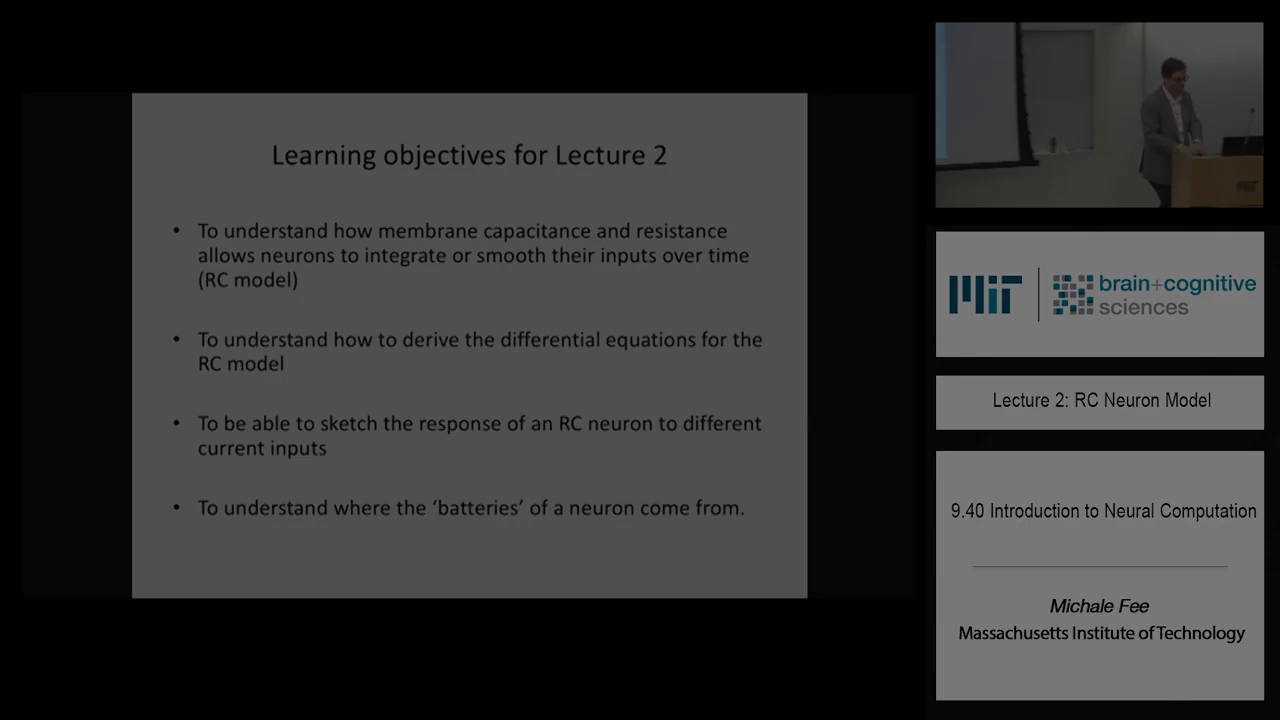 Learning objectives for Lecture 2
• To understand how membrane capacitance and resistance
allows neurons to integrate or smooth their inputs over time
(RC model)
• To understand how to derive the differential equations for the
RC model
• To be able to sketch the response of an RC neuron to different
current inputs
• To understand where the ‘batteries’ of a neuron come from.
MIT
MIT
brain+cognitive
sciences
Lecture 2: RC Neuron Model
9.40 Introduction to Neural Computation
Michale Fee
Massachusetts Institute of Technology